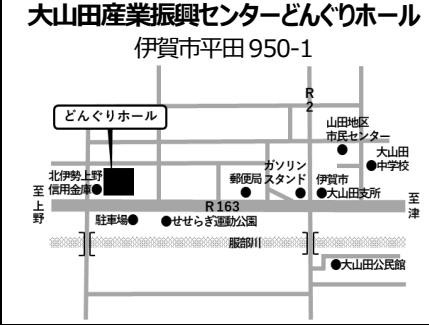 大山田産業振興センターどんぐりホール
伊賀市平田 950-1
R
2
どんぐりホール
山田地区
市民センター
大山田
中学校
ガソリン
スタンド
北伊勢上野
信用金庫
郵便局
伊賀市
大山田支所
至
上
野
至
津
R163
駐車場
せせらぎ運動公園
服部川
大山田公民館